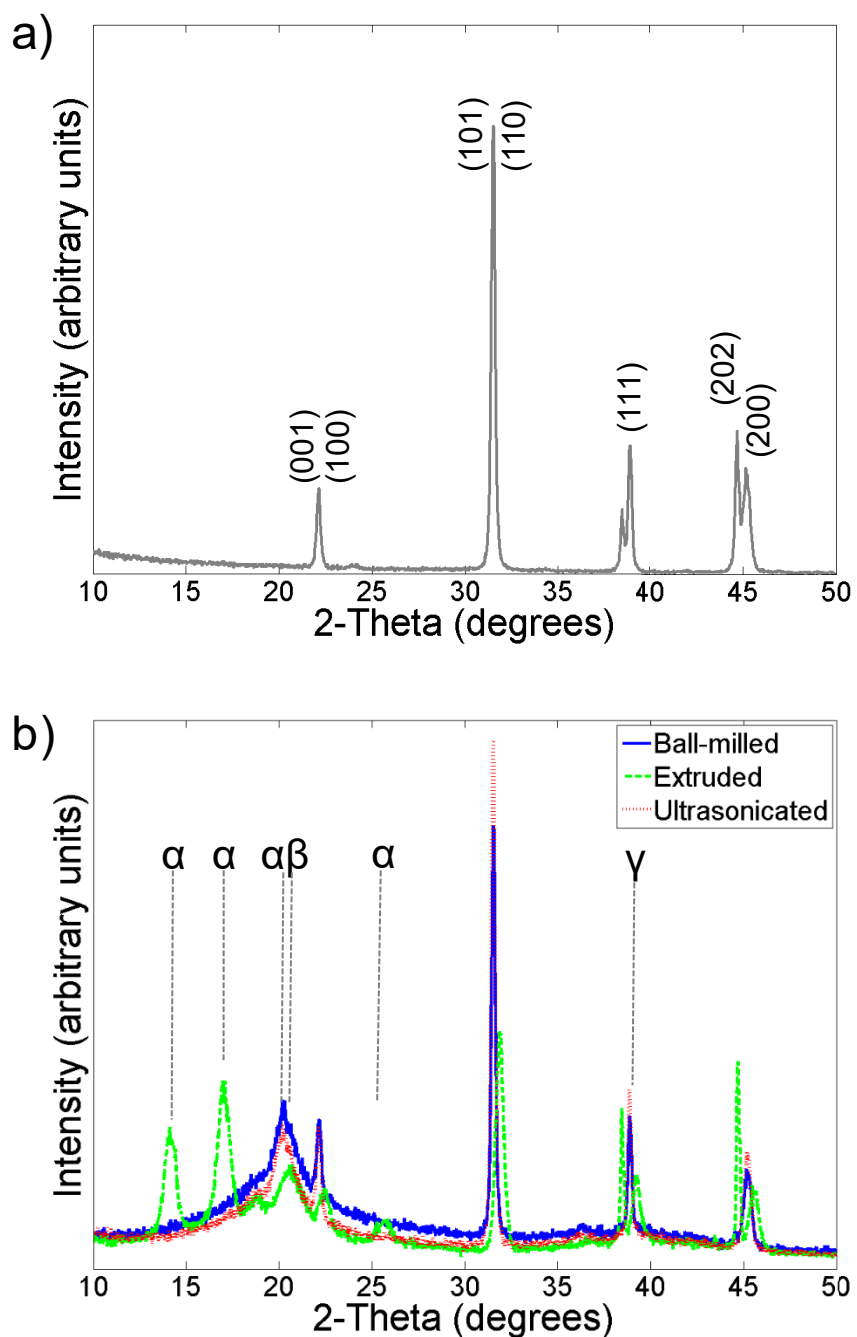 a)
Intensity (arbitrary units)
(001)
(100)
(101)
(110)
(111)
(202)
(200)
10 15 20 25 30 35 40 45 50
2-Theta (degrees)
b)
Intensity (arbitrary units)
Ball-milled
Extruded
Ultrasonicated
α α αβ α γ
10 15 20 25 30 35 40 45 50
2-Theta (degrees)